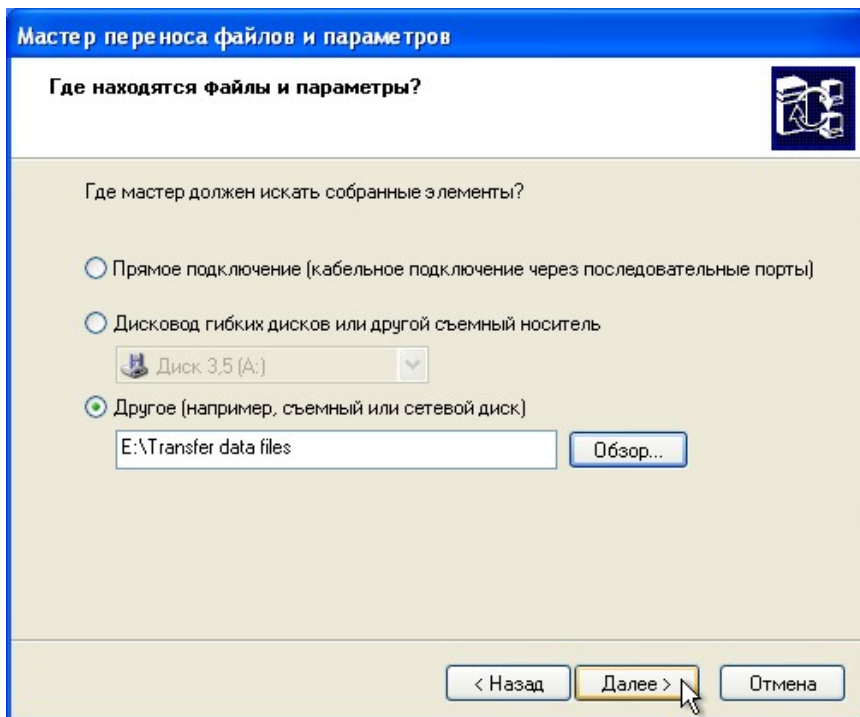 Мастер переноса файлов и параметров
Где находятся файлы и параметры?
Где мастер должен искать собранные элементы?
Прямое подключение (кабельное подключение через последовательные порты)
Дисковод гибких дисков или другой съемный носитель
Диск 3,5 (A:)
Другое (например, съемный или сетевой диск)
E:\Transfer data files
Обзор...
< Назад
Далее >
Отмена